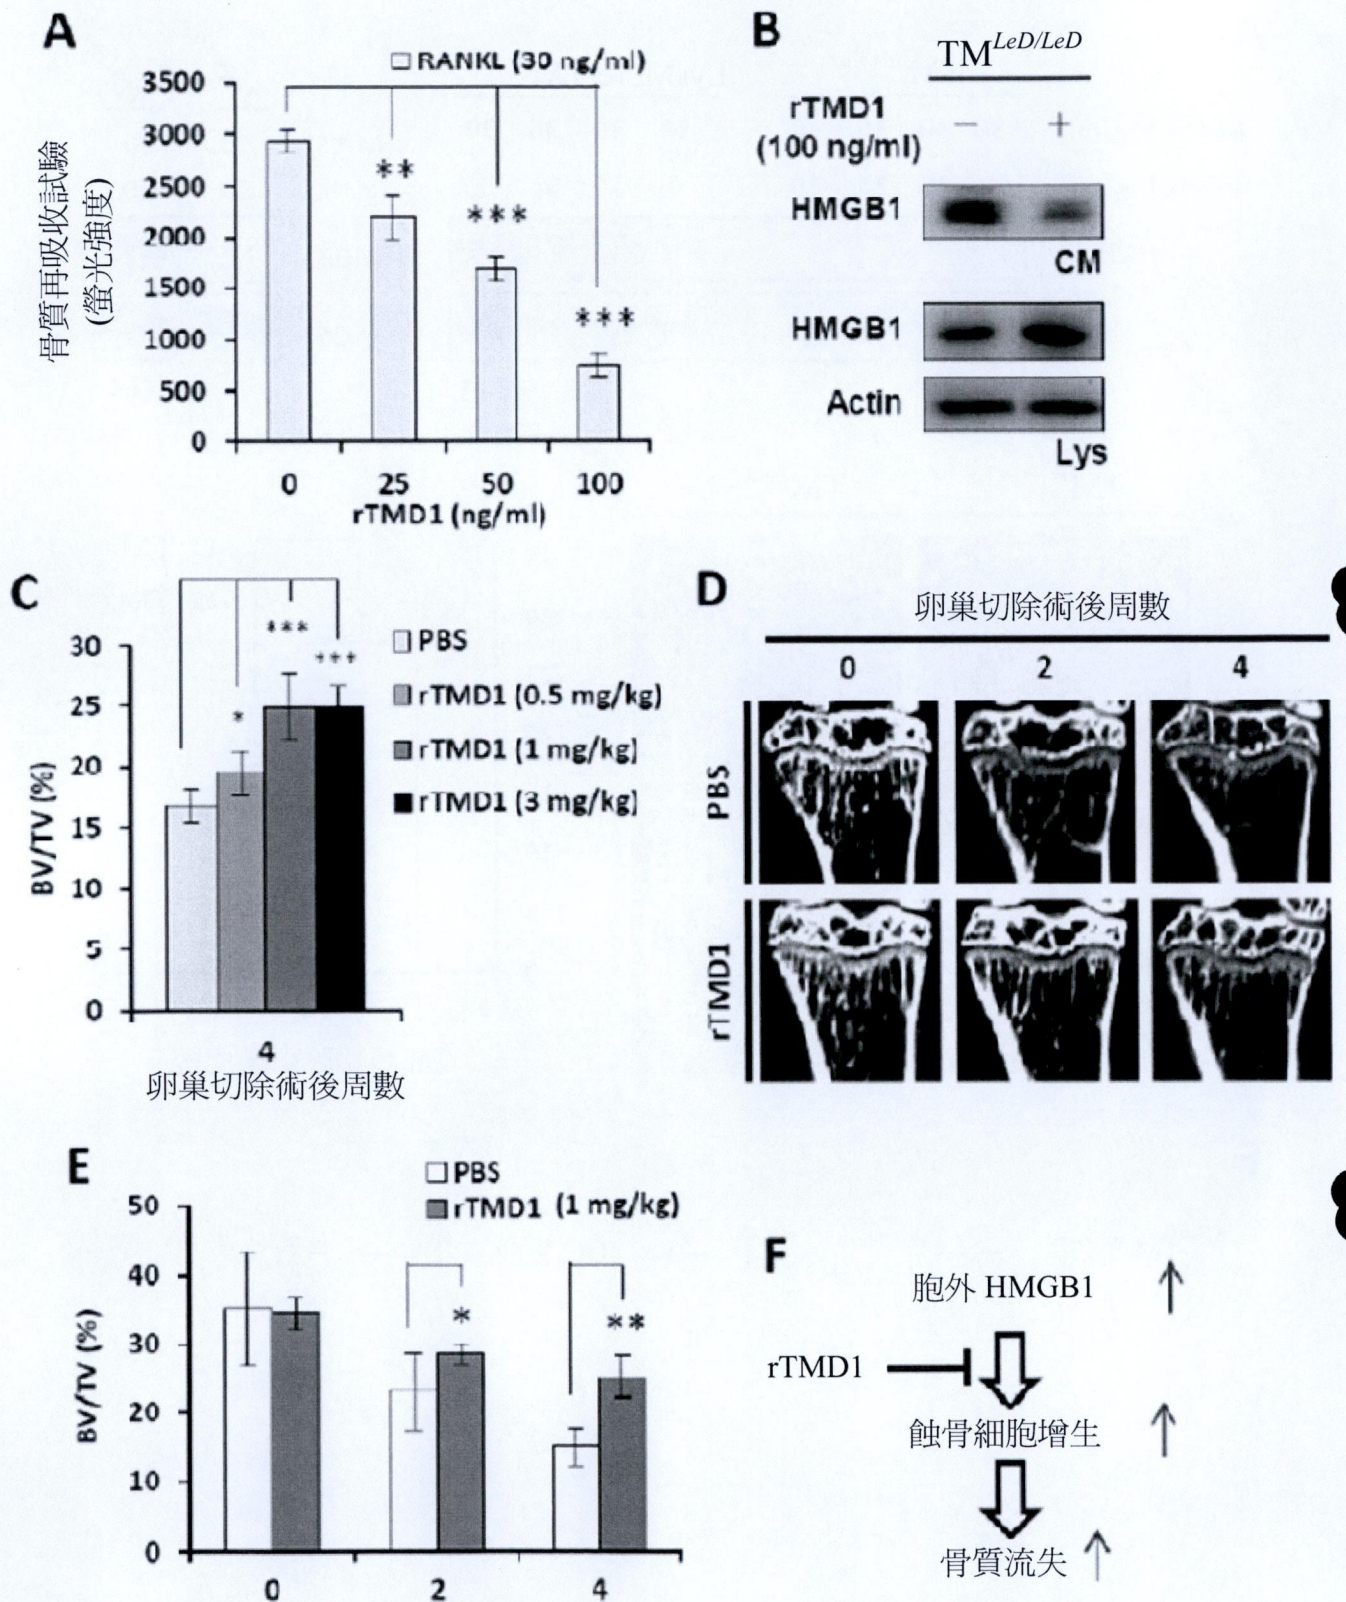 A
RANKL (30 ng/ml)
骨質再吸收試驗
(螢光強度)
3500
3000
2500
2000
1500
1000
500
0
**
***
***
0 25 50 100
rTMD1 (ng/ml)
B
TM^LeD/LeD
rTMD1
(100 ng/ml)
− +
HMGB1
CM
HMGB1
Actin
Lys
C
BV/TV (%)
30
25
20
15
10
5
0
*
***
***
PBS
rTMD1 (0.5 mg/kg)
rTMD1 (1 mg/kg)
rTMD1 (3 mg/kg)
4
卵巢切除術後周數
D
卵巢切除術後周數
0 2 4
PBS
rTMD1
E
PBS
rTMD1 (1 mg/kg)
BV/TV (%)
50
40
30
20
10
0
*
**
0 2 4
F
胞外 HMGB1 ↑
rTMD1
蝕骨細胞增生 ↑
骨質流失 ↑